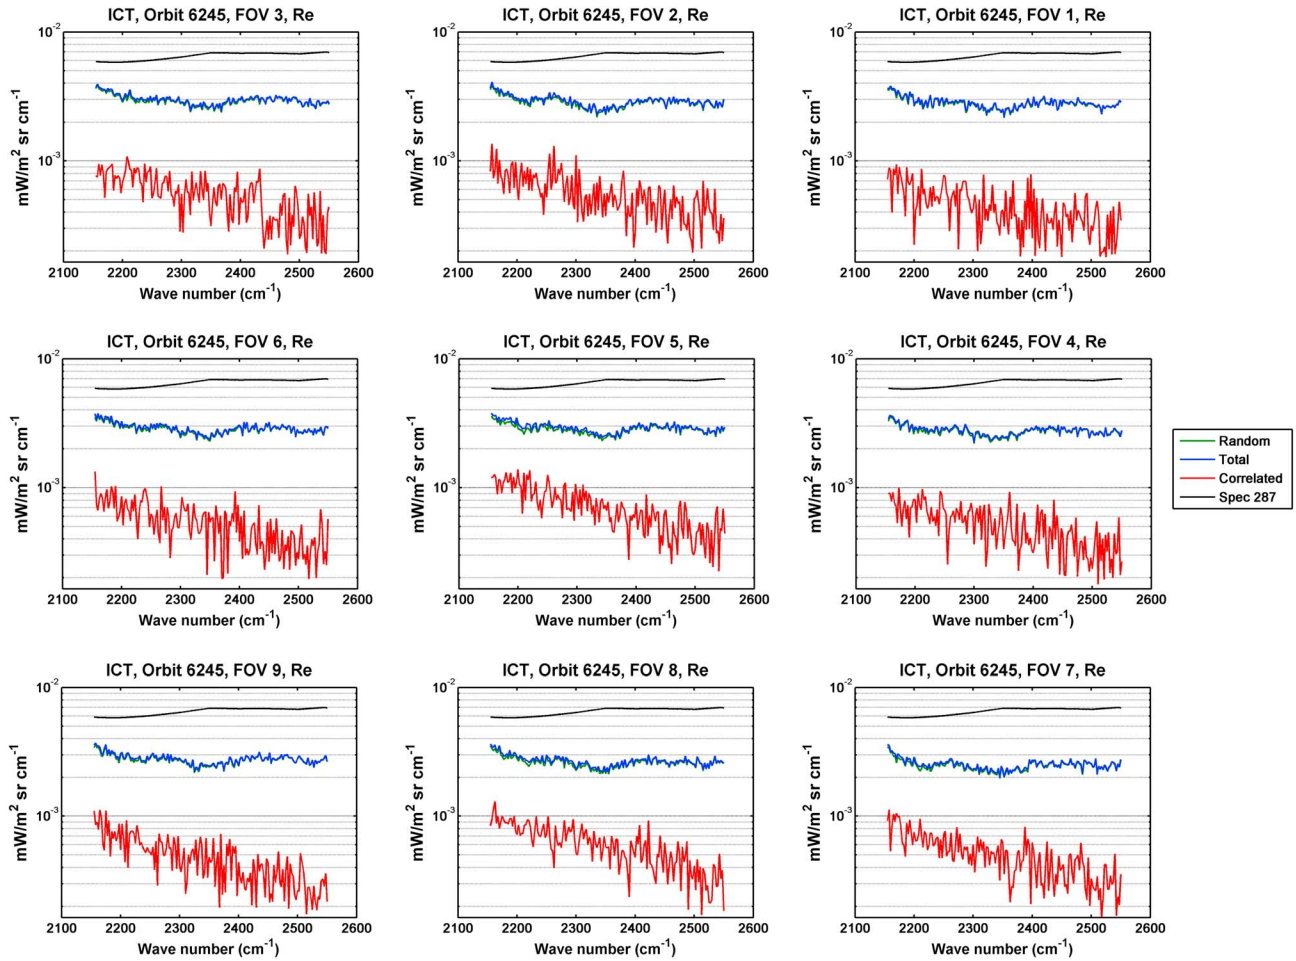 ICT, Orbit 6245, FOV 3, Re
10⁻²
10⁻³
mW/m² sr cm⁻¹
2100 2200 2300 2400 2500 2600
Wave number (cm⁻¹)
ICT, Orbit 6245, FOV 2, Re
10⁻²
10⁻³
mW/m² sr cm⁻¹
2100 2200 2300 2400 2500 2600
Wave number (cm⁻¹)
ICT, Orbit 6245, FOV 1, Re
10⁻²
10⁻³
mW/m² sr cm⁻¹
2100 2200 2300 2400 2500 2600
Wave number (cm⁻¹)
ICT, Orbit 6245, FOV 6, Re
10⁻²
10⁻³
mW/m² sr cm⁻¹
2100 2200 2300 2400 2500 2600
Wave number (cm⁻¹)
ICT, Orbit 6245, FOV 5, Re
10⁻²
10⁻³
mW/m² sr cm⁻¹
2100 2200 2300 2400 2500 2600
Wave number (cm⁻¹)
ICT, Orbit 6245, FOV 4, Re
10⁻²
10⁻³
mW/m² sr cm⁻¹
2100 2200 2300 2400 2500 2600
Wave number (cm⁻¹)
Random
Total
Correlated
Spec 287
ICT, Orbit 6245, FOV 9, Re
10⁻²
10⁻³
mW/m² sr cm⁻¹
2100 2200 2300 2400 2500 2600
Wave number (cm⁻¹)
ICT, Orbit 6245, FOV 8, Re
10⁻²
10⁻³
mW/m² sr cm⁻¹
2100 2200 2300 2400 2500 2600
Wave number (cm⁻¹)
ICT, Orbit 6245, FOV 7, Re
10⁻²
10⁻³
mW/m² sr cm⁻¹
2100 2200 2300 2400 2500 2600
Wave number (cm⁻¹)